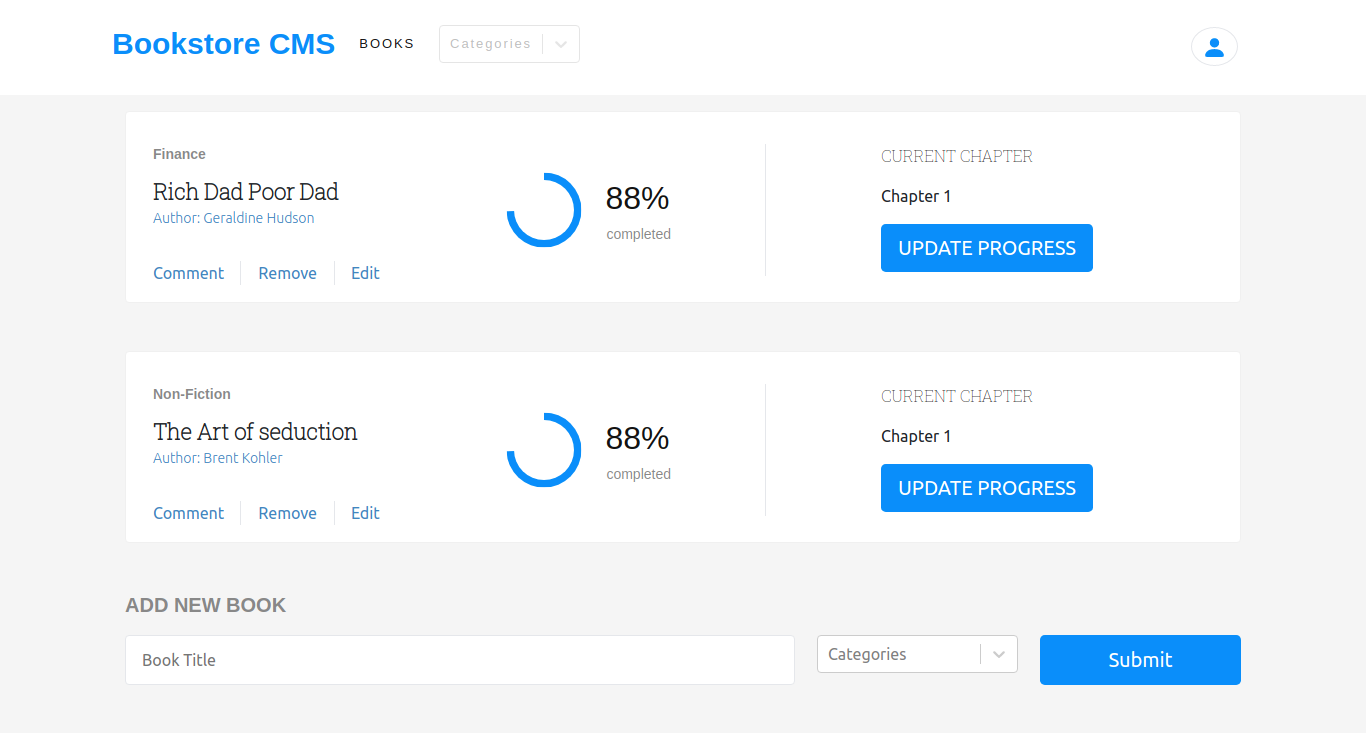 Bookstore CMS
BOOKS
Categories
Finance
Rich Dad Poor Dad
Author: Geraldine Hudson
Comment
Remove
Edit
88%
completed
CURRENT CHAPTER
Chapter 1
UPDATE PROGRESS
Non-Fiction
The Art of seduction
Author: Brent Kohler
Comment
Remove
Edit
88%
completed
CURRENT CHAPTER
Chapter 1
UPDATE PROGRESS
ADD NEW BOOK
Book Title
Categories
Submit